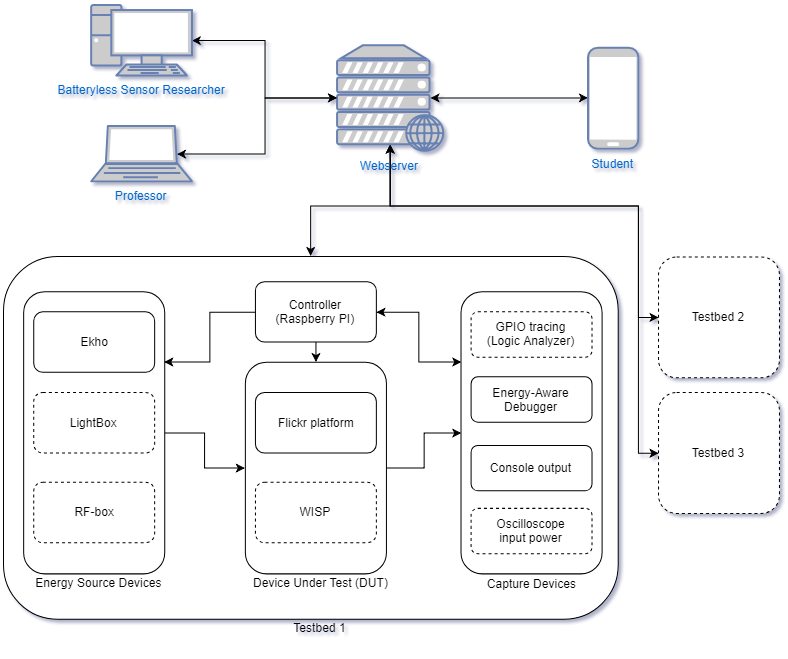 Batteryless Sensor Researcher
Professor
Webserver
Student
Controller
(Raspberry PI)
Ekho
LightBox
RF-box
Energy Source Devices
Flickr platform
WISP
Device Under Test (DUT)
GPIO tracing
(Logic Analyzer)
Energy-Aware
Debugger
Console output
Oscilloscope
input power
Capture Devices
Testbed 1
Testbed 2
Testbed 3